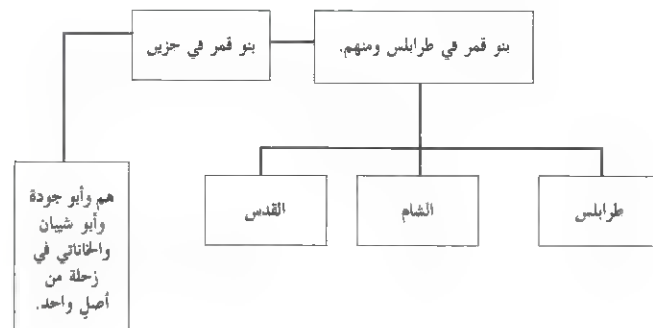 بنو قمر في طرابلس ومنهم.
بنو قمر في جزين
طرابلس
الشام
القدس
هم وأبو جودة
وأبو شيبان
والخاناتي في
زحلة من
أصلٍ واحد.